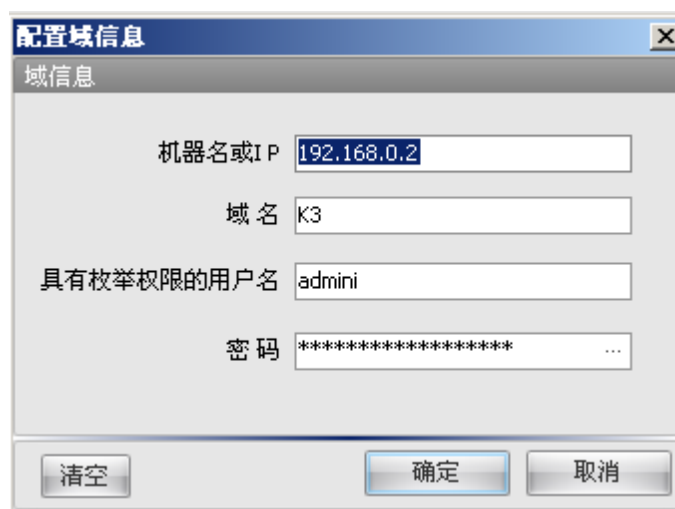 配置域信息
域信息
机器名或IP 192.168.0.2
域 名 K3
具有枚举权限的用户名 admini
密 码 ****************** ...
清空 确定 取消